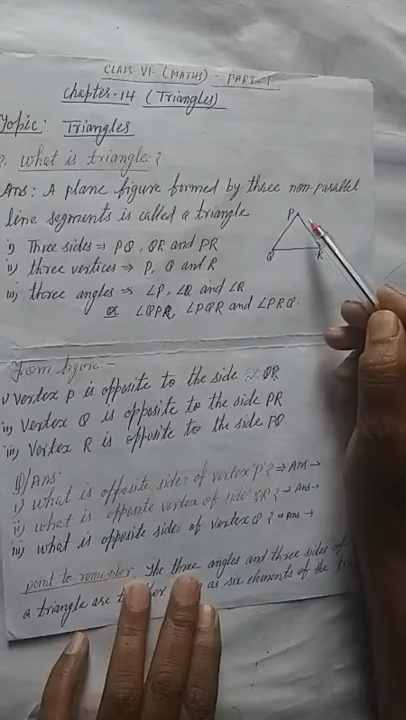 CLASS-VI (MATHS) - PART-I
Chapter-14 (Triangles)
Topic: Triangles
what is triangle?
Ans: A plane figure formed by three non-parallel
line segments is called a triangle
P
Q R
i) Three sides ⇒ PQ, QR and PR
ii) three vertices ⇒ P, Q and R
iii) three angles ⇒ ∠P, ∠Q and ∠R
or ∠QPR, ∠PQR and ∠PRQ.
From figure:-
i) Vertex P is opposite to the side QR
ii) Vertex Q is opposite to the side PR
iii) Vertex R is opposite to the side PQ
Q/Ans:
i) what is opposite side of vertex 'P'? ⇒ Ans →
ii) what is opposite vertex of side QR? ⇒ Ans →
iii) what is opposite side of vertex Q? ⇒ Ans →
point to remember: The three angles and three sides of
a triangle are as six elements of the